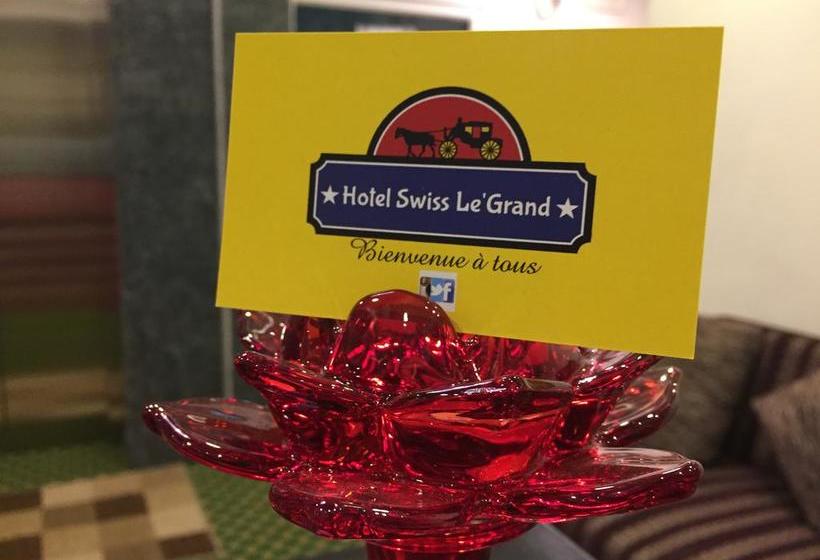 ★Hotel Swiss Le'Grand★
Bienvenue à tous
f